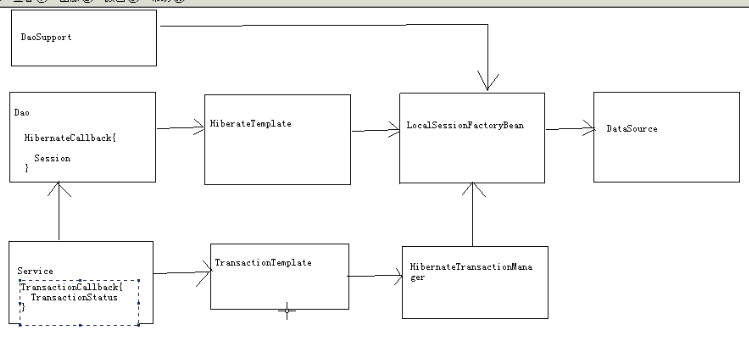 DaoSupport
Dao
HibernateCallback{
Session
}
HiberateTemplate
LocalSessionFactoryBean
DataSource
Service
TransactionCallback{
TransactionStatus
}
TransactionTemplate
HibernateTransactionMana
ger